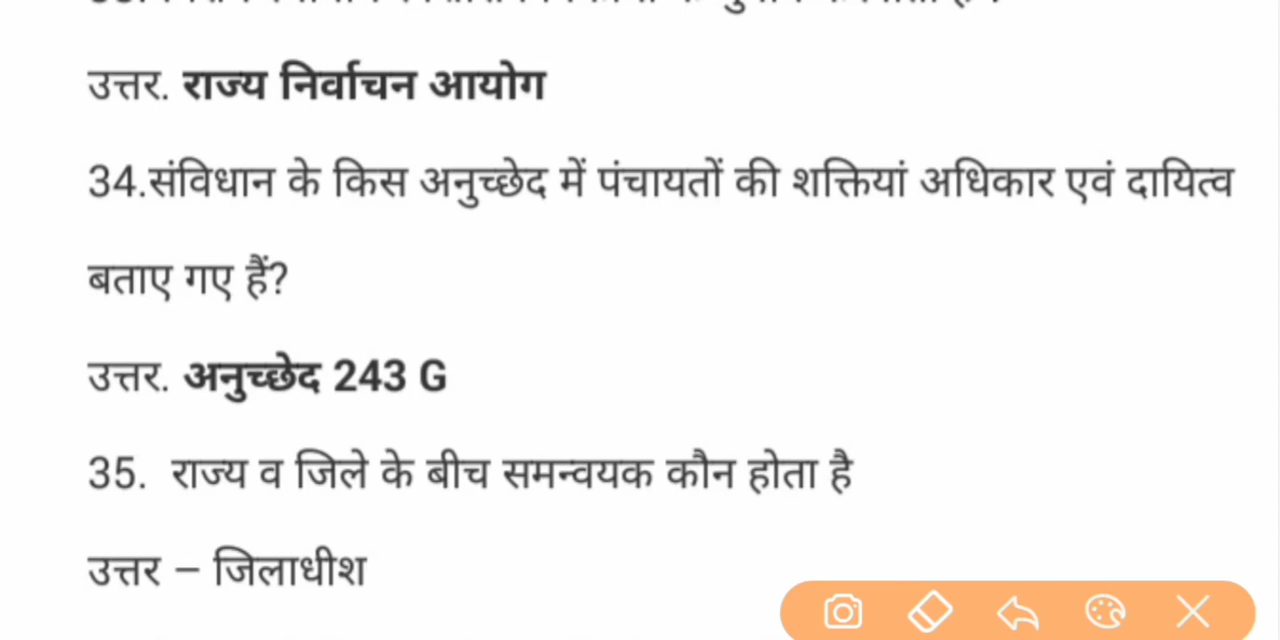 उत्तर. राज्य निर्वाचन आयोग
34.संविधान के किस अनुच्छेद में पंचायतों की शक्तियां अधिकार एवं दायित्व
बताए गए हैं?
उत्तर. अनुच्छेद 243 G
35. राज्य व जिले के बीच समन्वयक कौन होता है
उत्तर – जिलाधीश